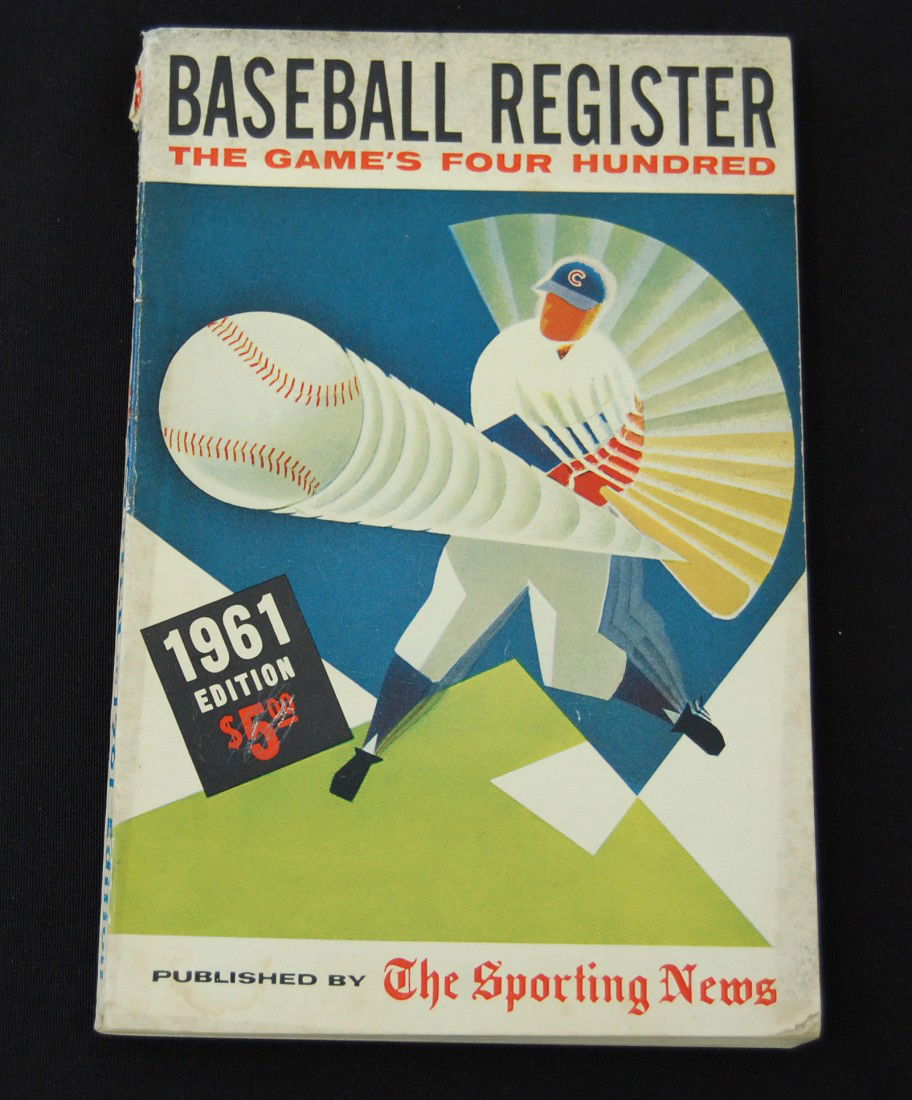 BASEBALL REGISTER
THE GAME'S FOUR HUNDRED
C
1961
EDITION
$5.00
PUBLISHED BY The Sporting News